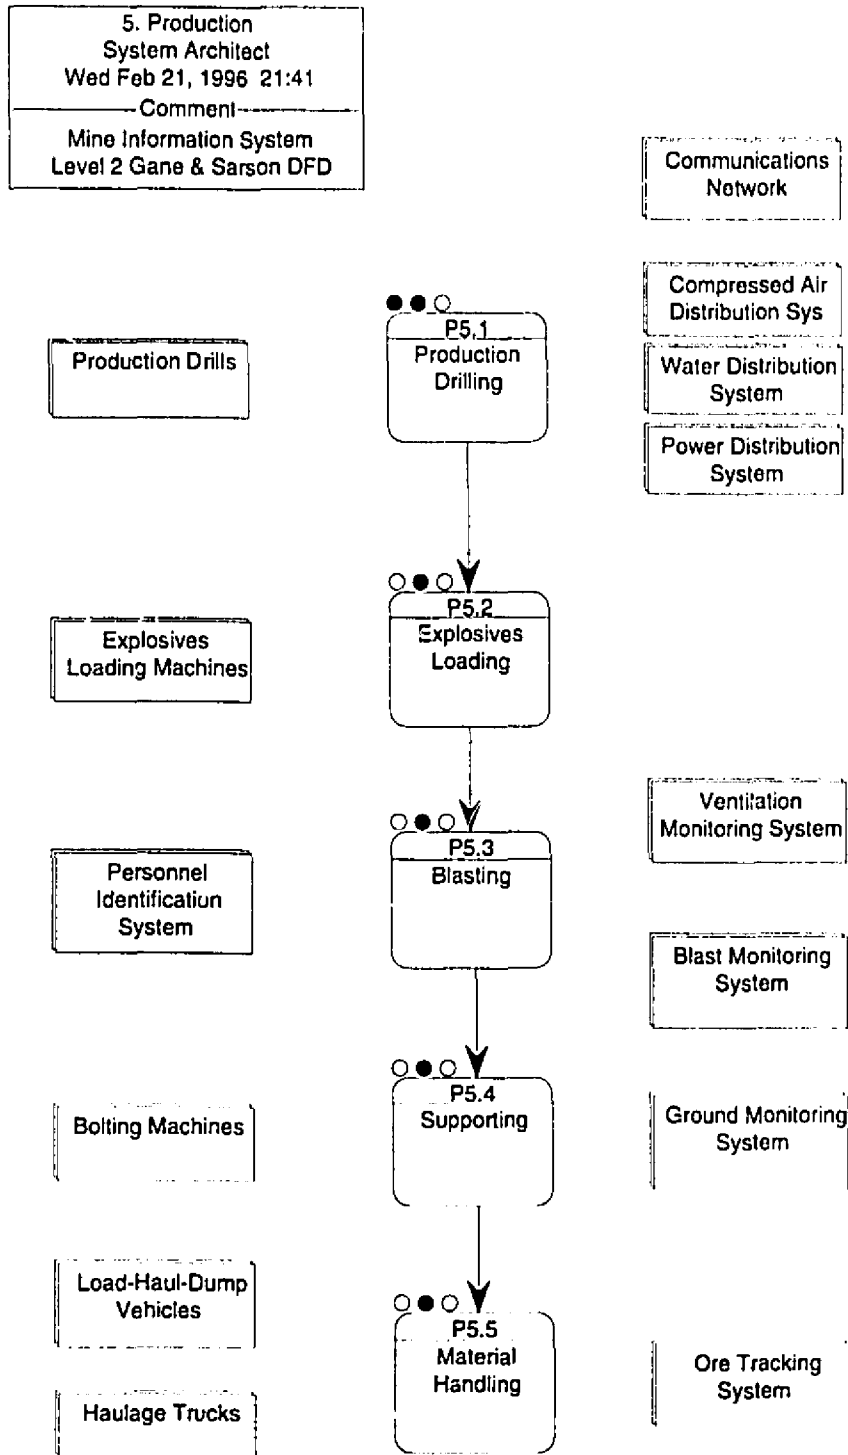 5. Production
System Architect
Wed Feb 21, 1996 21:41
Comment
Mine Information System
Level 2 Gane & Sarson DFD
Communications
Network
Compressed Air
Distribution Sys
P5.1
Production
Drilling
Production Drills
Water Distribution
System
Power Distribution
System
P5.2
Explosives
Loading
Explosives
Loading Machines
Ventilation
Monitoring System
P5.3
Blasting
Personnel
Identification
System
Blast Monitoring
System
P5.4
Supporting
Bolting Machines
Ground Monitoring
System
Load-Haul-Dump
Vehicles
P5.5
Material
Handling
Ore Tracking
System
Haulage Trucks